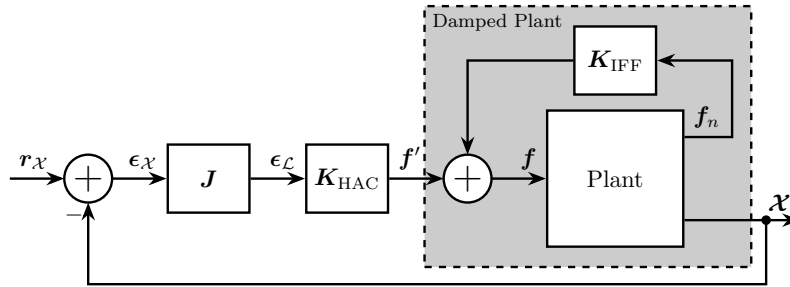 Damped Plant
K_IFF
f_n
r_𝒳
+
ϵ_𝒳
J
ϵ_ℒ
K_HAC
f′
+
f
Plant
𝒳
−